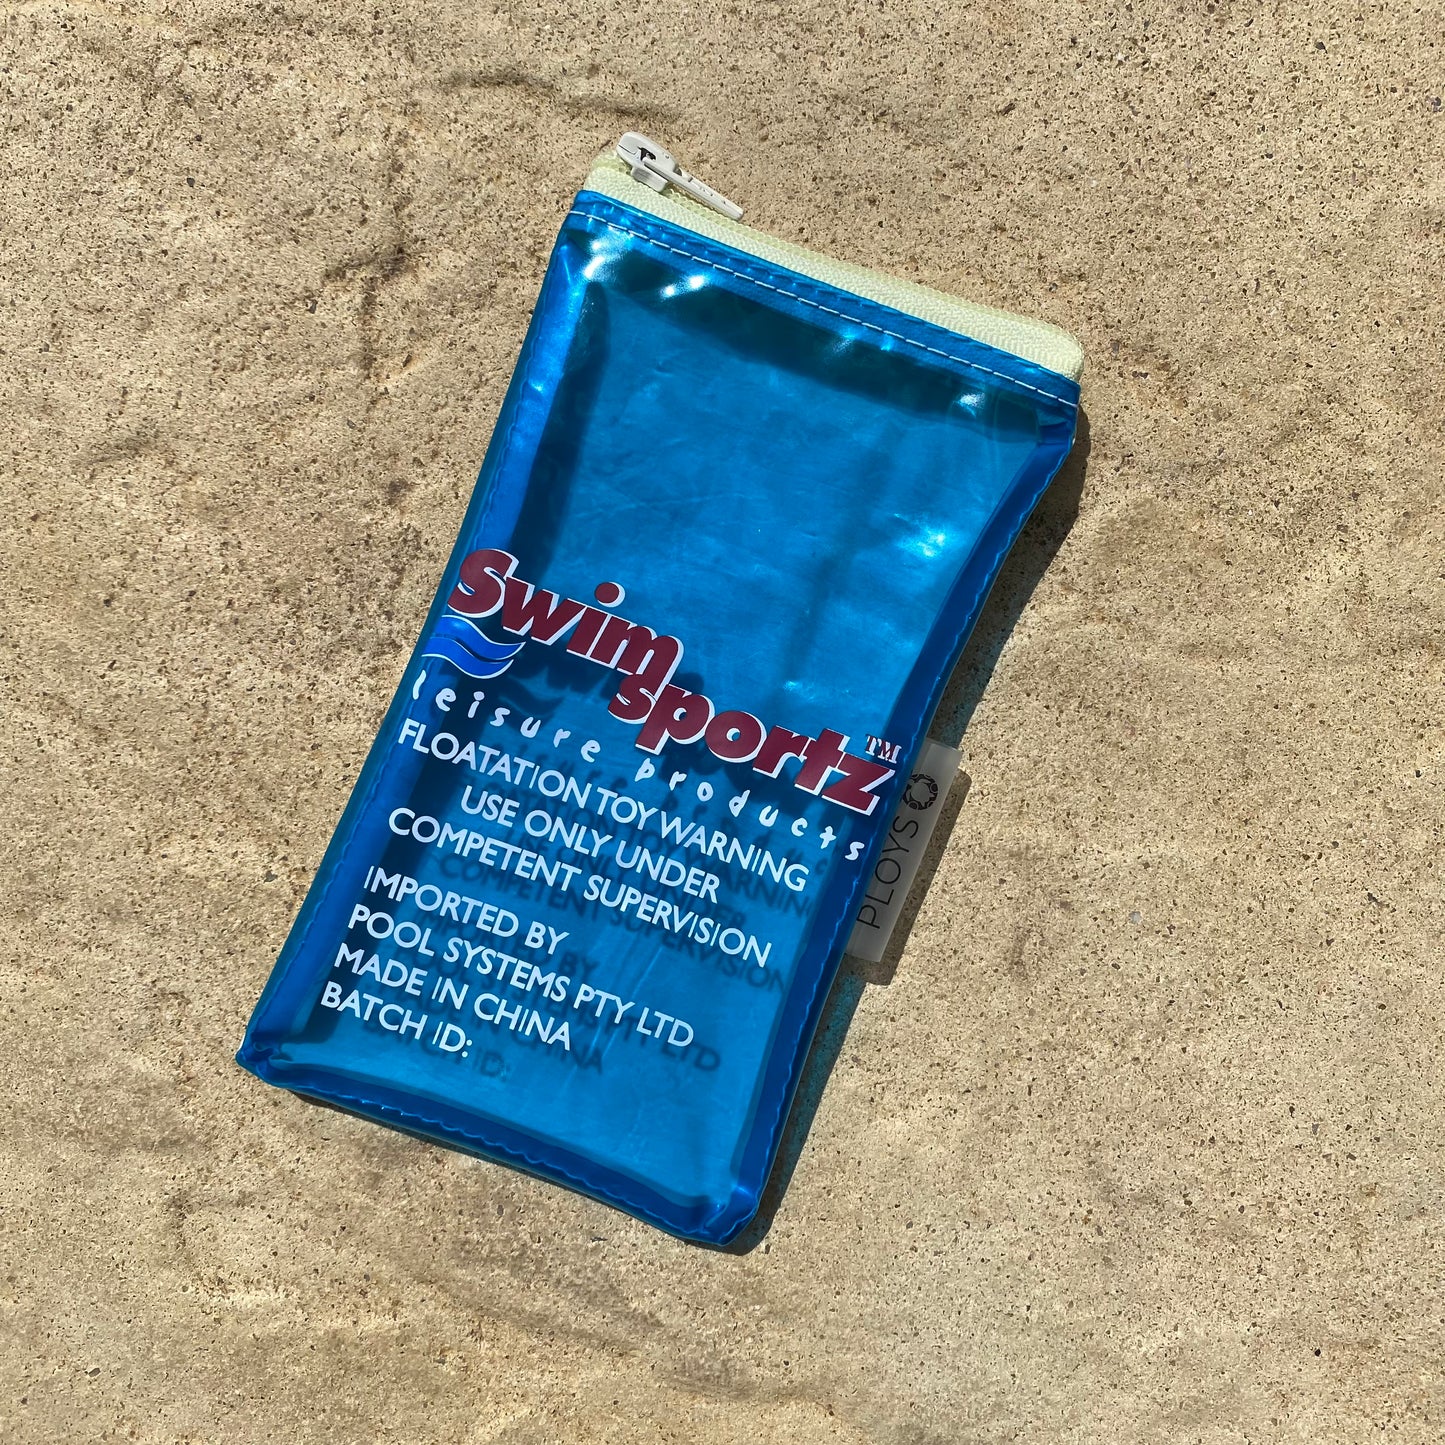 Swim
sportz™
leisure products
FLOATATION TOY WARNING
USE ONLY UNDER
COMPETENT SUPERVISION
IMPORTED BY
POOL SYSTEMS PTY LTD
MADE IN CHINA
BATCH ID:
PLOYS